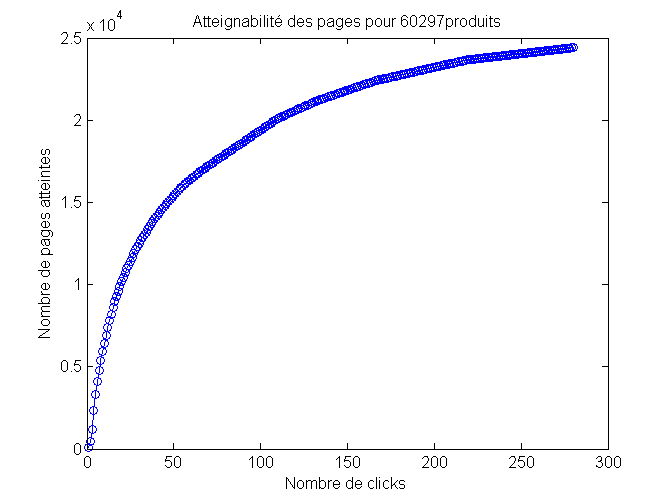 Atteignabilité des pages pour 60297produits
x 10^4
2.5
2
1.5
1
0.5
0
Nombre de pages atteintes
0 50 100 150 200 250 300
Nombre de clicks